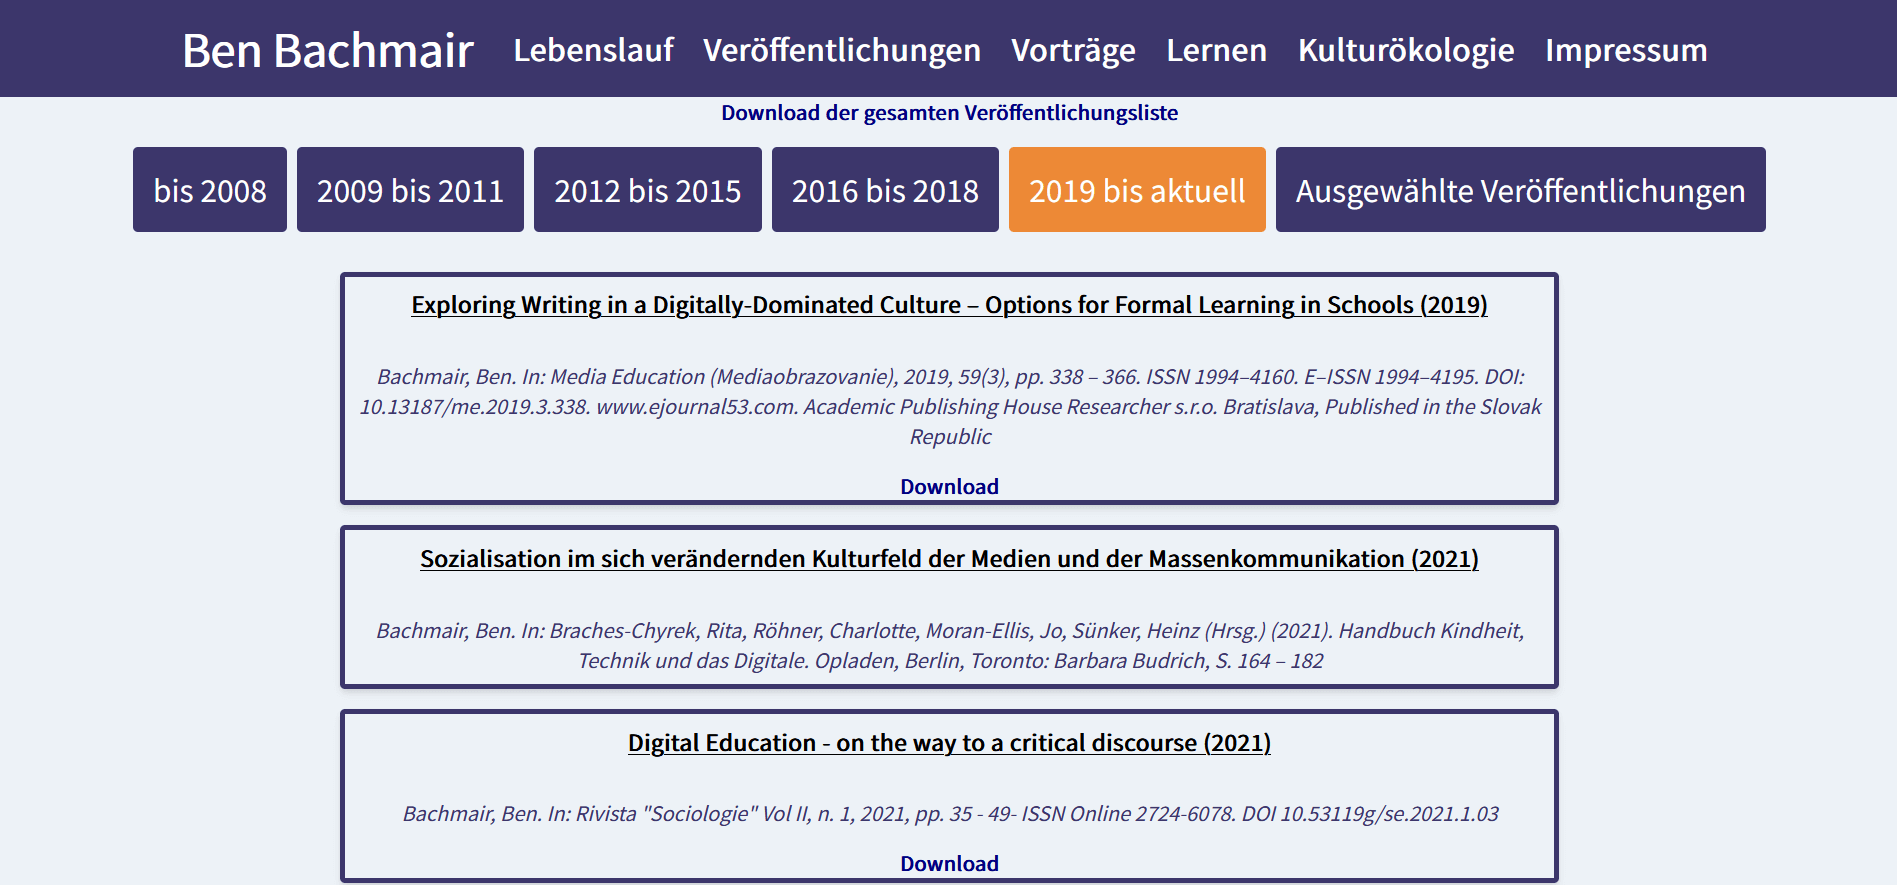 Ben Bachmair Lebenslauf Veröffentlichungen Vorträge Lernen Kulturökologie Impressum
Download der gesamten Veröffentlichungsliste
bis 2008 2009 bis 2011 2012 bis 2015 2016 bis 2018 2019 bis aktuell Ausgewählte Veröffentlichungen
Exploring Writing in a Digitally-Dominated Culture – Options for Formal Learning in Schools (2019)
Bachmair, Ben. In: Media Education (Mediaobrazovanie), 2019, 59(3), pp. 338 – 366. ISSN 1994–4160. E–ISSN 1994–4195. DOI:
10.13187/me.2019.3.338. www.ejournal53.com. Academic Publishing House Researcher s.r.o. Bratislava, Published in the Slovak
Republic
Download
Sozialisation im sich verändernden Kulturfeld der Medien und der Massenkommunikation (2021)
Bachmair, Ben. In: Braches-Chyrek, Rita, Röhner, Charlotte, Moran-Ellis, Jo, Sünker, Heinz (Hrsg.) (2021). Handbuch Kindheit,
Technik und das Digitale. Opladen, Berlin, Toronto: Barbara Budrich, S. 164 – 182
Digital Education - on the way to a critical discourse (2021)
Bachmair, Ben. In: Rivista "Sociologie" Vol II, n. 1, 2021, pp. 35 - 49- ISSN Online 2724-6078. DOI 10.53119g/se.2021.1.03
Download